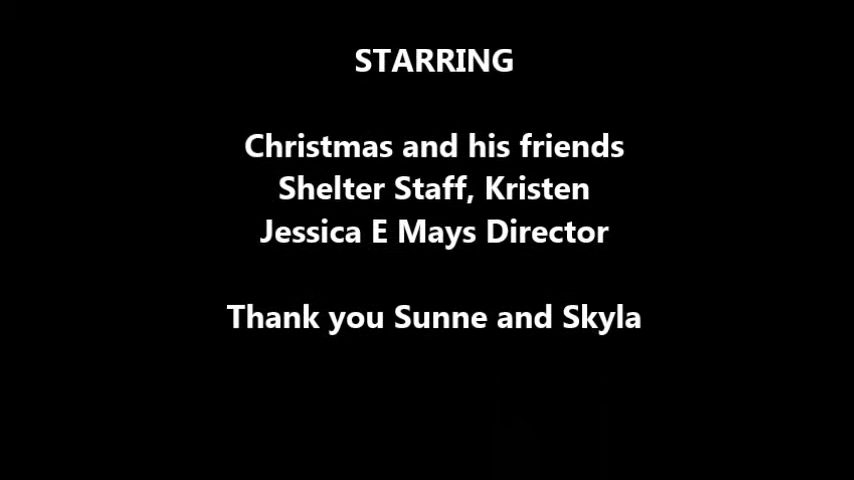 STARRING
Christmas and his friends
Shelter Staff, Kristen
Jessica E Mays Director
Thank you Sunne and Skyla